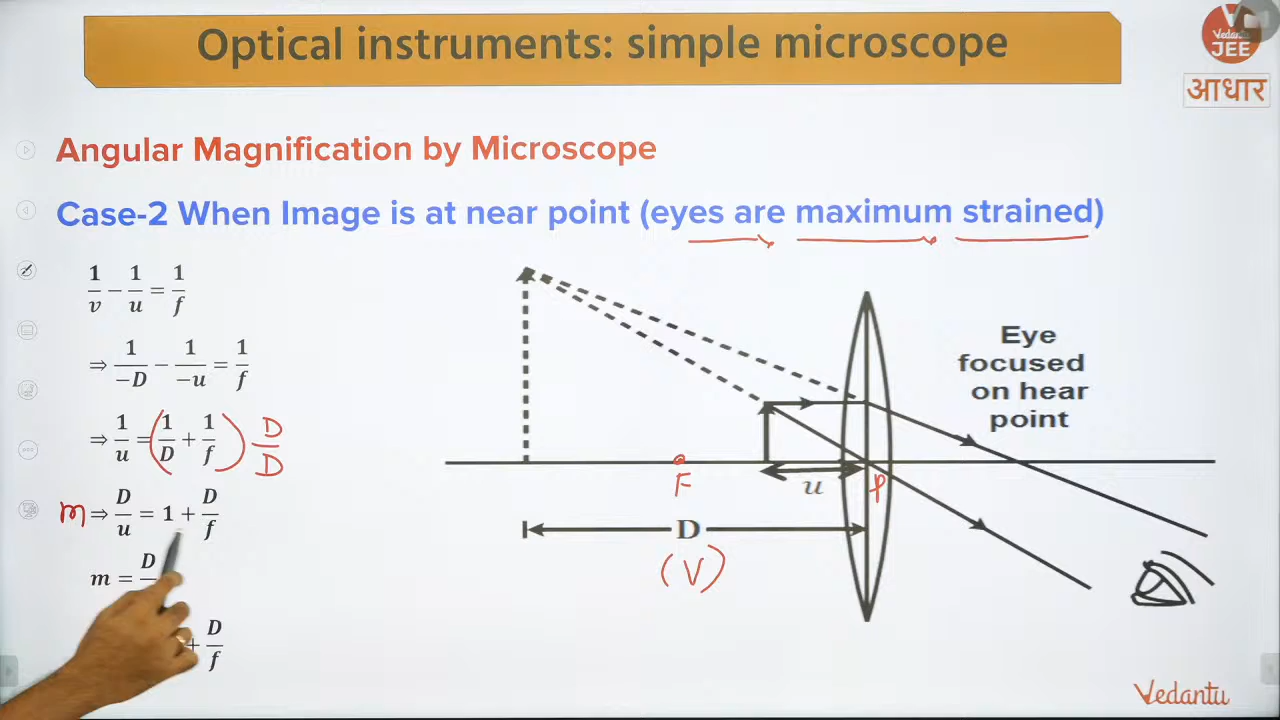 Optical instruments: simple microscope
Vedantu
JEE
आधार
Angular Magnification by Microscope
Case-2 When Image is at near point (eyes are maximum strained)
1/v − 1/u = 1/f
⇒ 1/−D − 1/−u = 1/f
⇒ 1/u = (1/D + 1/f) D/D
m ⇒ D/u = 1 + D/f
m = D
+ D/f
Eye
focused
on hear
point
F
u
P
D
(V)
Vedantu